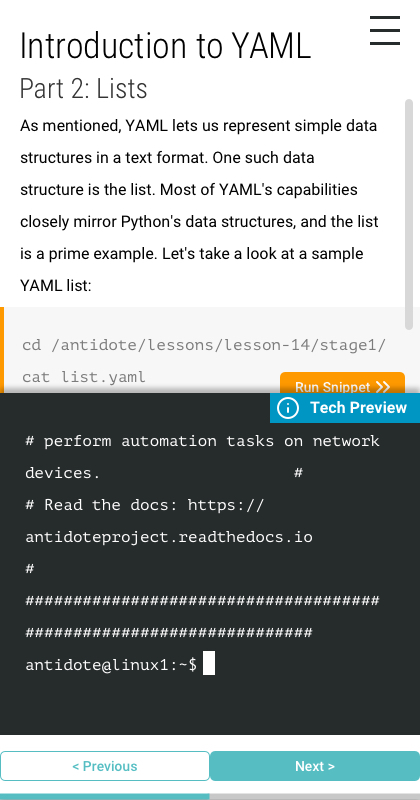 Introduction to YAML
Part 2: Lists
As mentioned, YAML lets us represent simple data
structures in a text format. One such data
structure is the list. Most of YAML's capabilities
closely mirror Python's data structures, and the list
is a prime example. Let's take a look at a sample
YAML list:
cd /antidote/lessons/lesson-14/stage1/
cat list.yaml
Run Snippet
Tech Preview
# perform automation tasks on network
devices.                    #
# Read the docs: https://
antidoteproject.readthedocs.io
#
#####################################
##############################
antidote@linux1:~$
< Previous
Next >